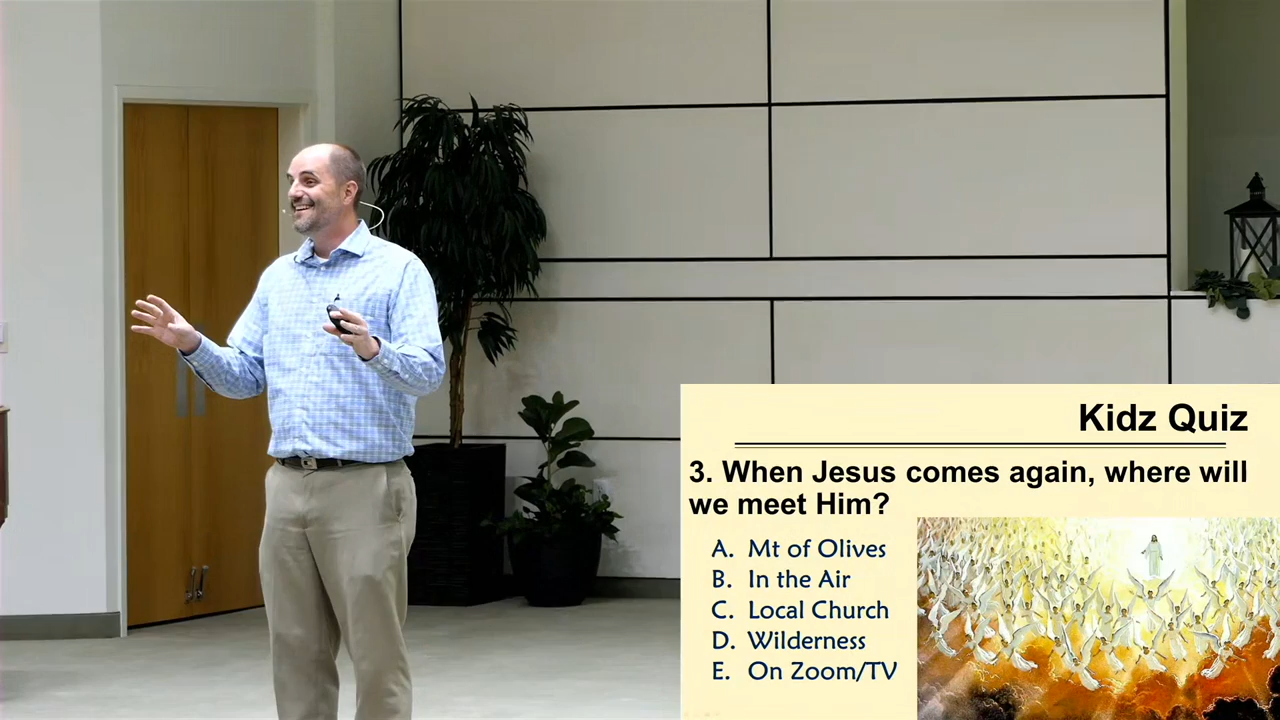 Kidz Quiz
3. When Jesus comes again, where will
we meet Him?
A. Mt of Olives
B. In the Air
C. Local Church
D. Wilderness
E. On Zoom/TV